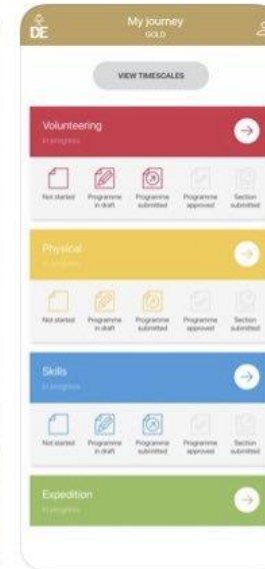 DE
My journey
GOLD
VIEW TIMESCALES
Volunteering
In progress
Not started
Programme in draft
Programme submitted
Programme approved
Section submitted
Physical
In progress
Not started
Programme in draft
Programme submitted
Programme approved
Section submitted
Skills
In progress
Not started
Programme in draft
Programme submitted
Programme approved
Section submitted
Expedition
In progress